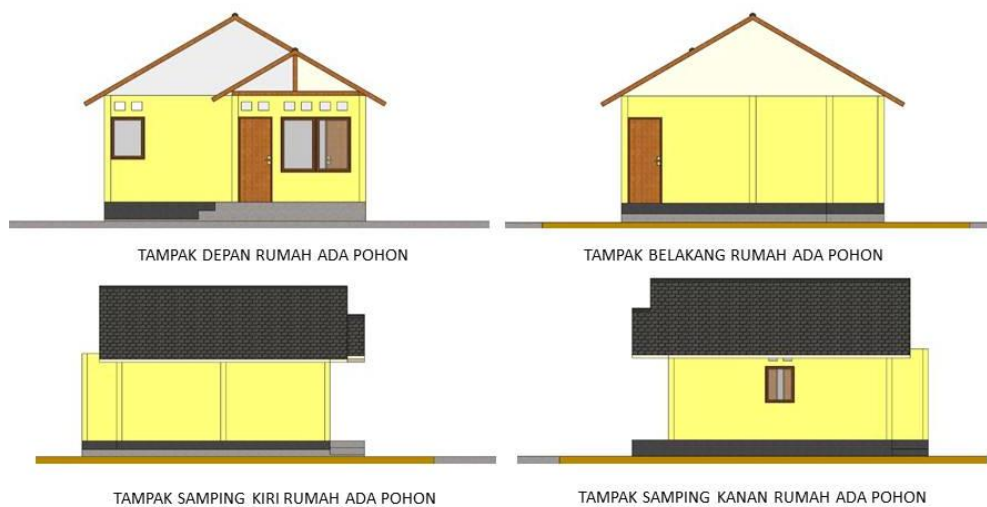 TAMPAK DEPAN RUMAH ADA POHON
TAMPAK BELAKANG RUMAH ADA POHON
TAMPAK SAMPING KIRI RUMAH ADA POHON
TAMPAK SAMPING KANAN RUMAH ADA POHON